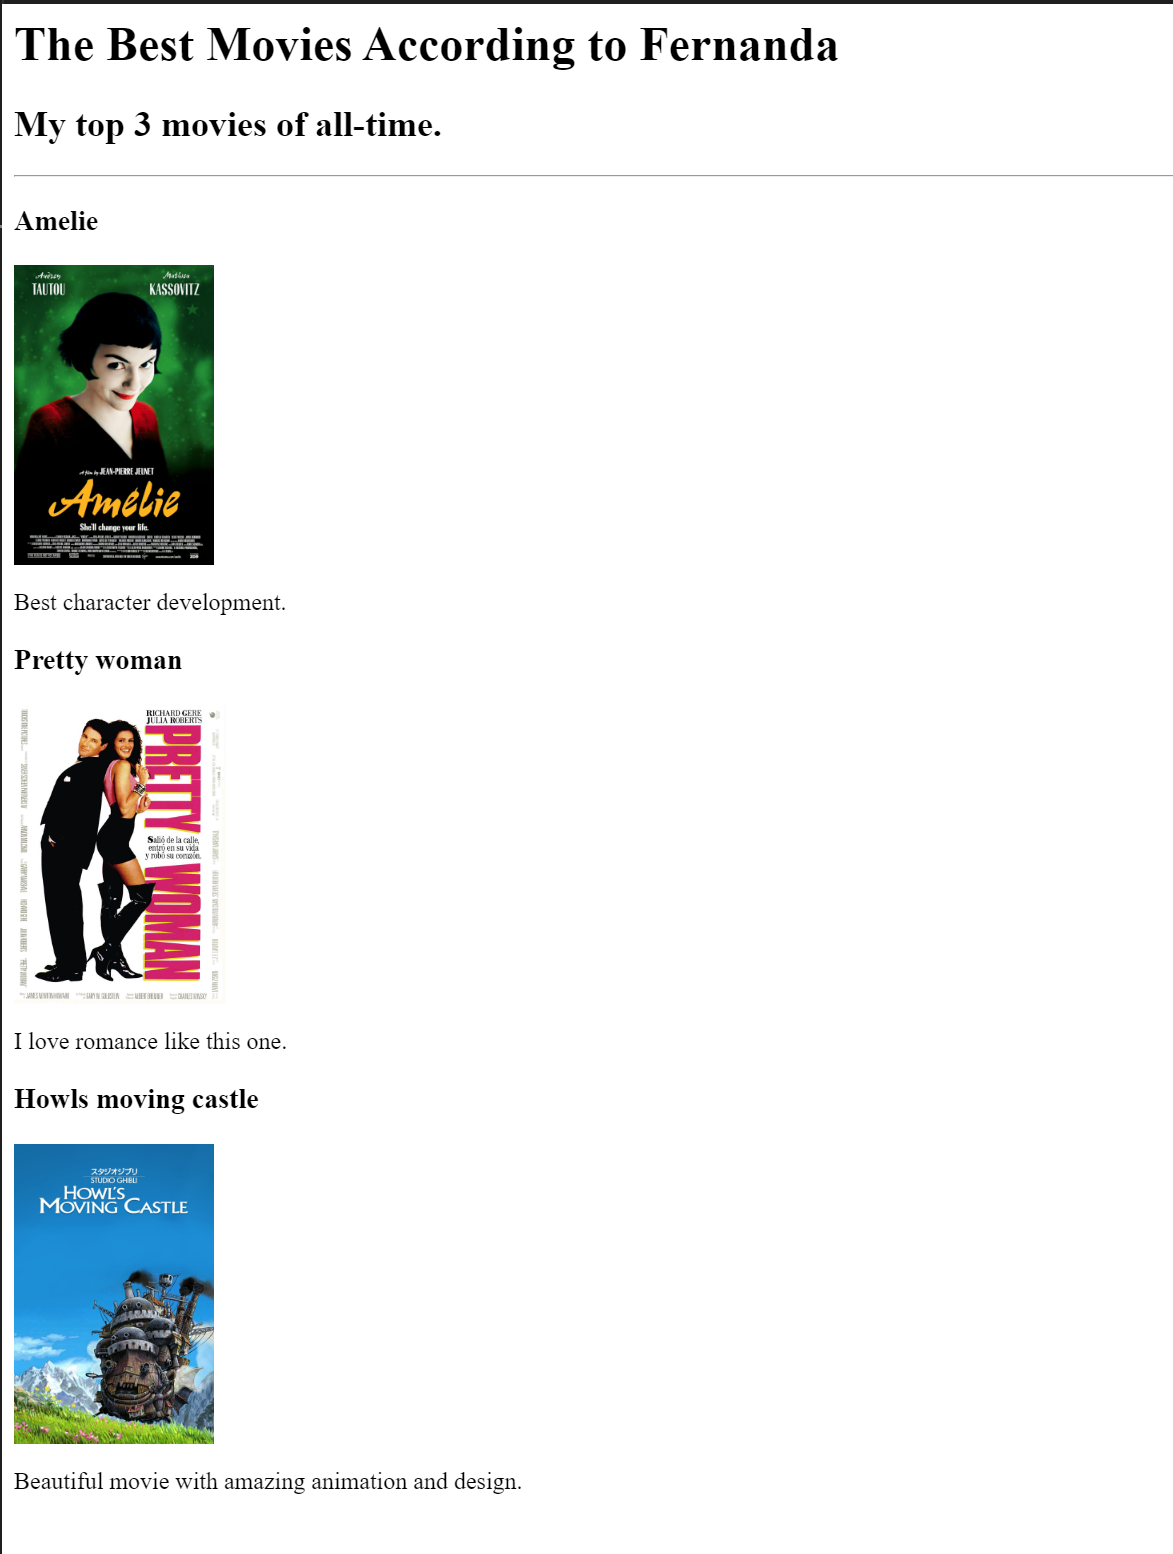 The Best Movies According to Fernanda
My top 3 movies of all-time.
Amelie
Audrey Mathieu
TAUTOU KASSOVITZ
A film by JEAN-PIERRE JEUNET
Amélie
She'll change your life.
Best character development.
Pretty woman
RICHARD GERE
JULIA ROBERTS
PRETTY WOMAN
Salió de la calle,
entró en su vida
y robó su corazón.
I love romance like this one.
Howls moving castle
スタジオジブリ
STUDIO GHIBLI
HOWL'S
MOVING CASTLE
Beautiful movie with amazing animation and design.